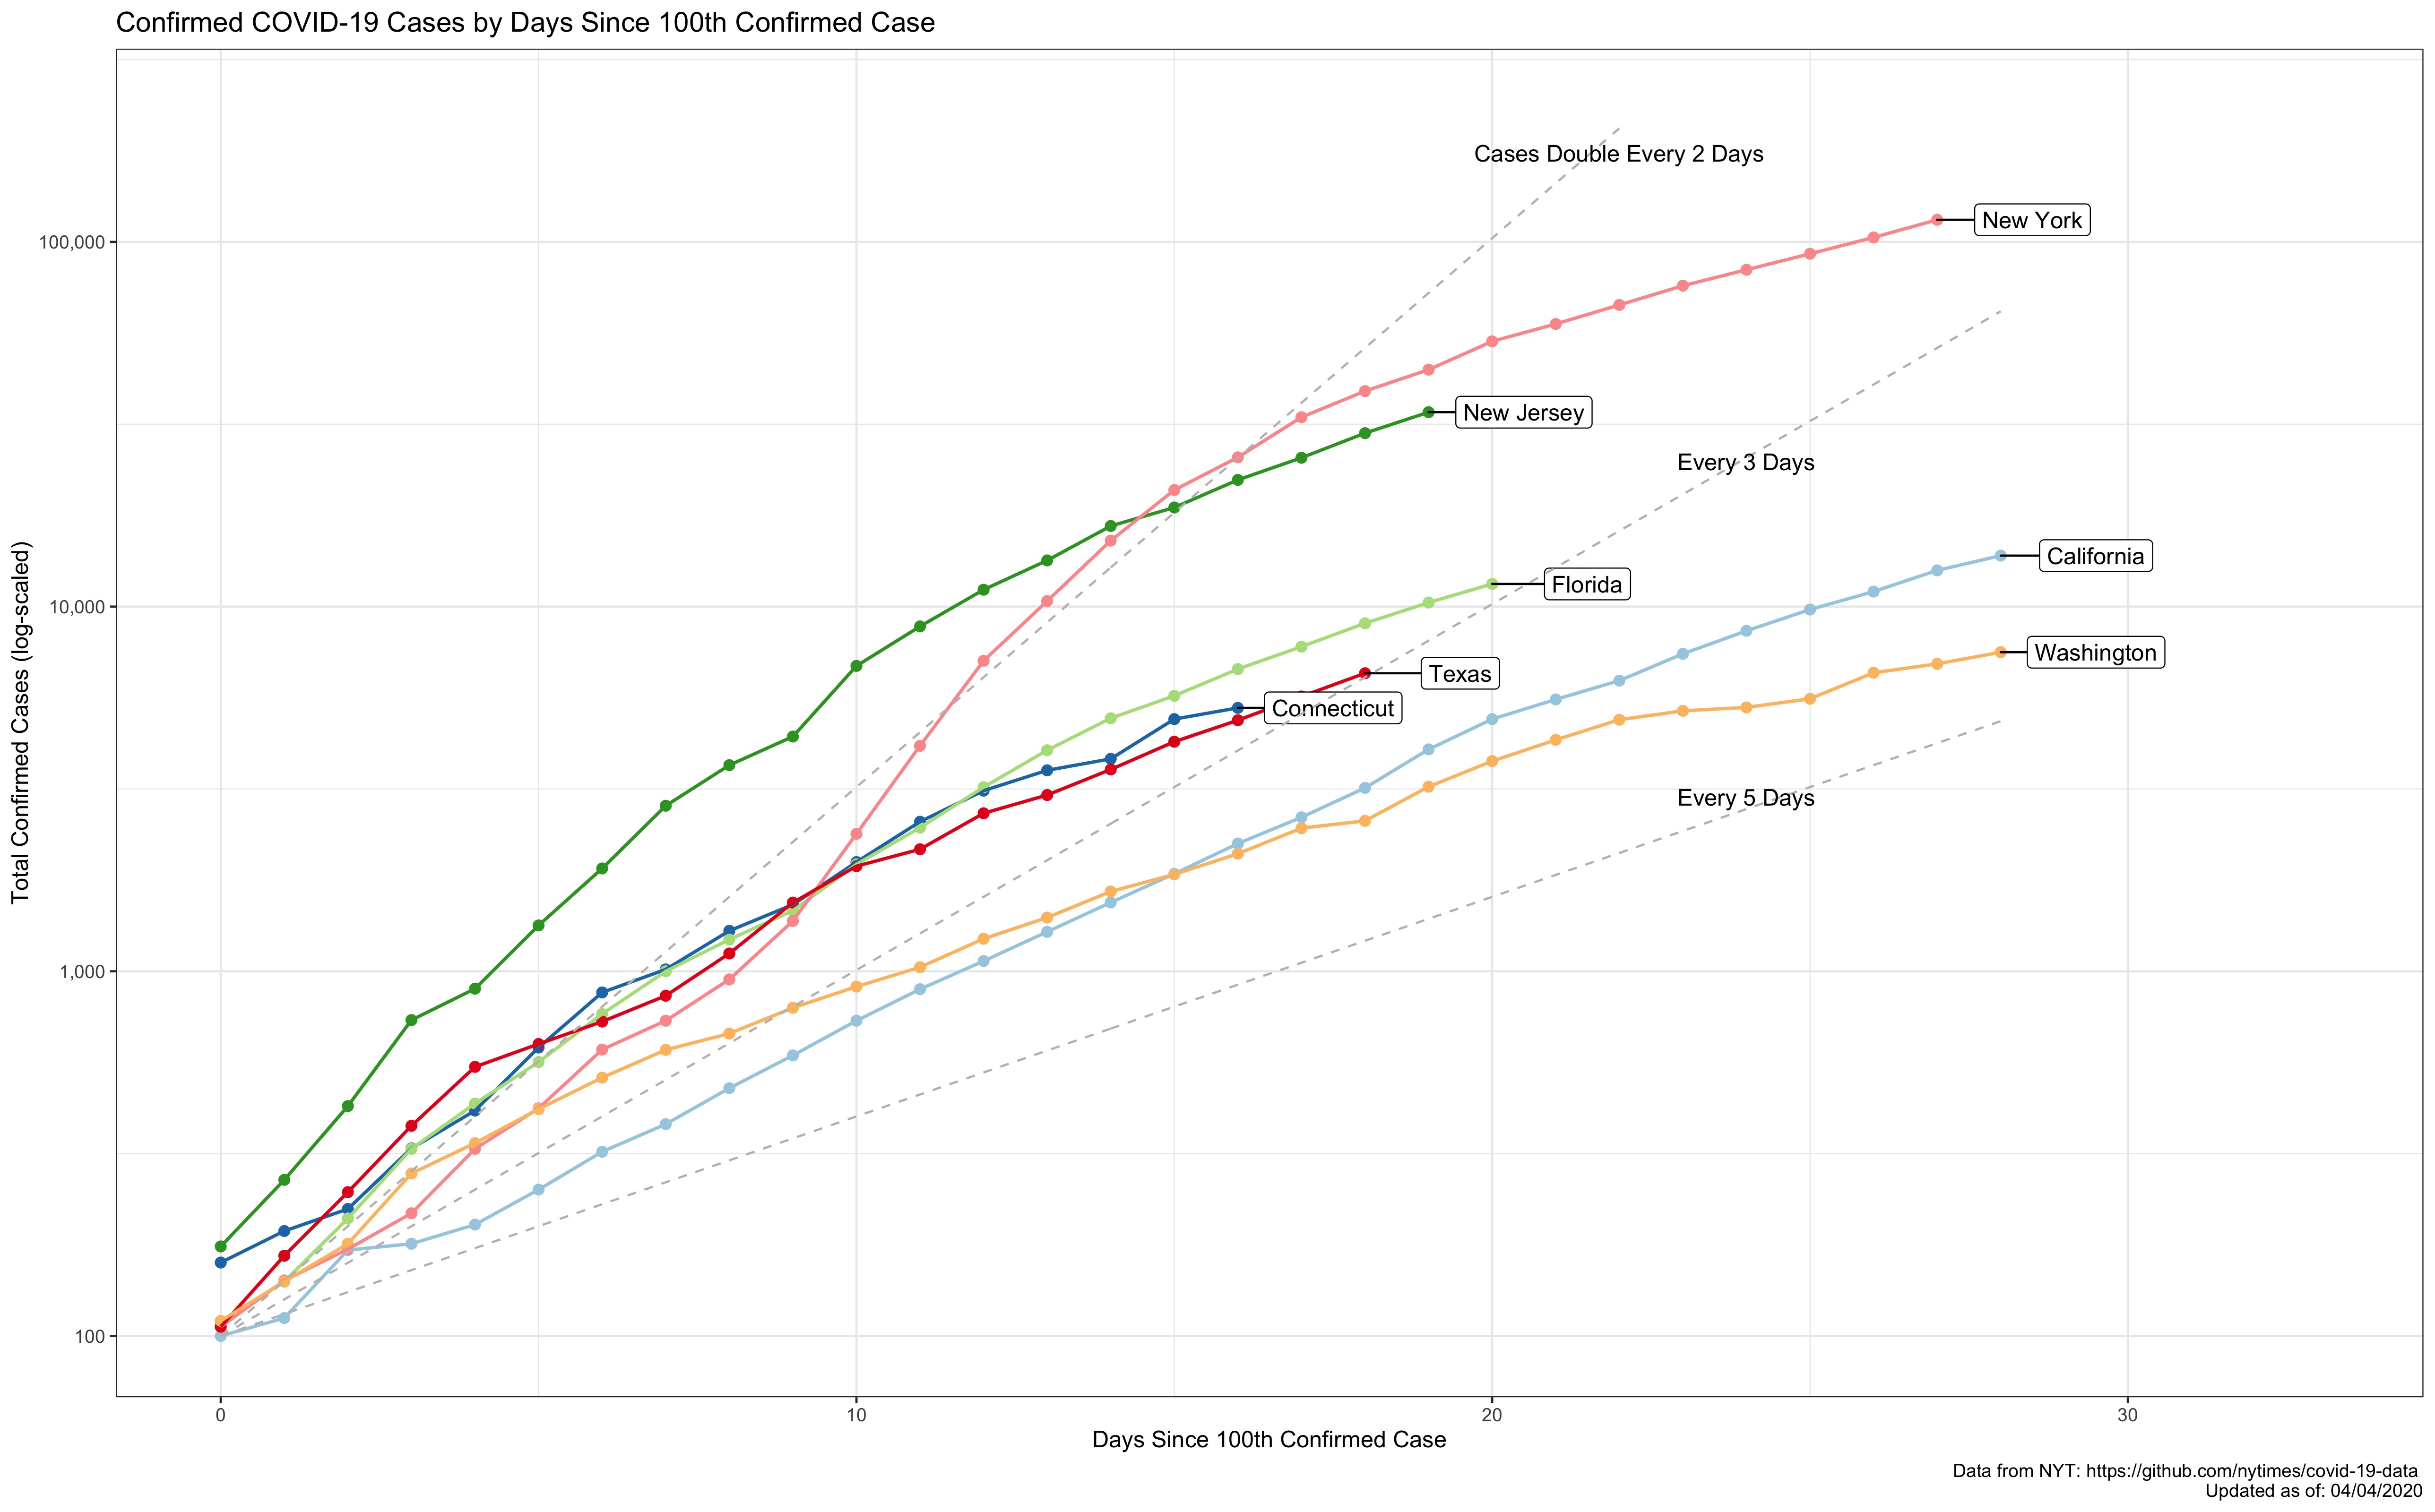 Confirmed COVID-19 Cases by Days Since 100th Confirmed Case
Cases Double Every 2 Days
New York
100,000
New Jersey
Every 3 Days
California
Florida
10,000
Washington
Texas
Connecticut
Total Confirmed Cases (log-scaled)
Every 5 Days
1,000
100
0
10
20
30
Days Since 100th Confirmed Case
Data from NYT: https://github.com/nytimes/covid-19-data
Updated as of: 04/04/2020